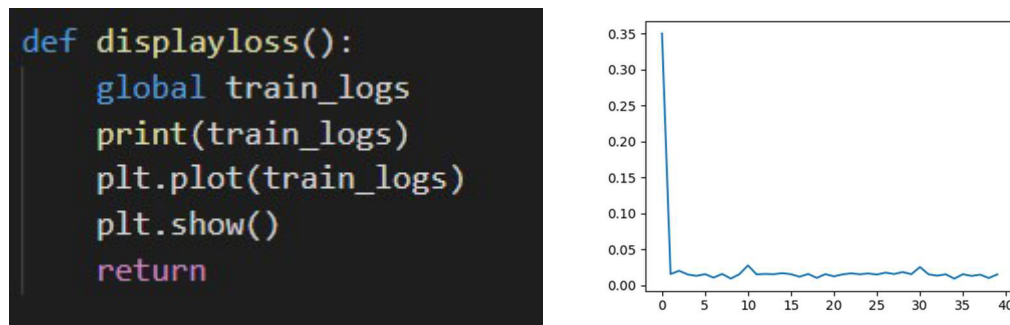 def displayloss():
global train_logs
print(train_logs)
plt.plot(train_logs)
plt.show()
return
0.35
0.30
0.25
0.20
0.15
0.10
0.05
0.00
0 5 10 15 20 25 30 35 40